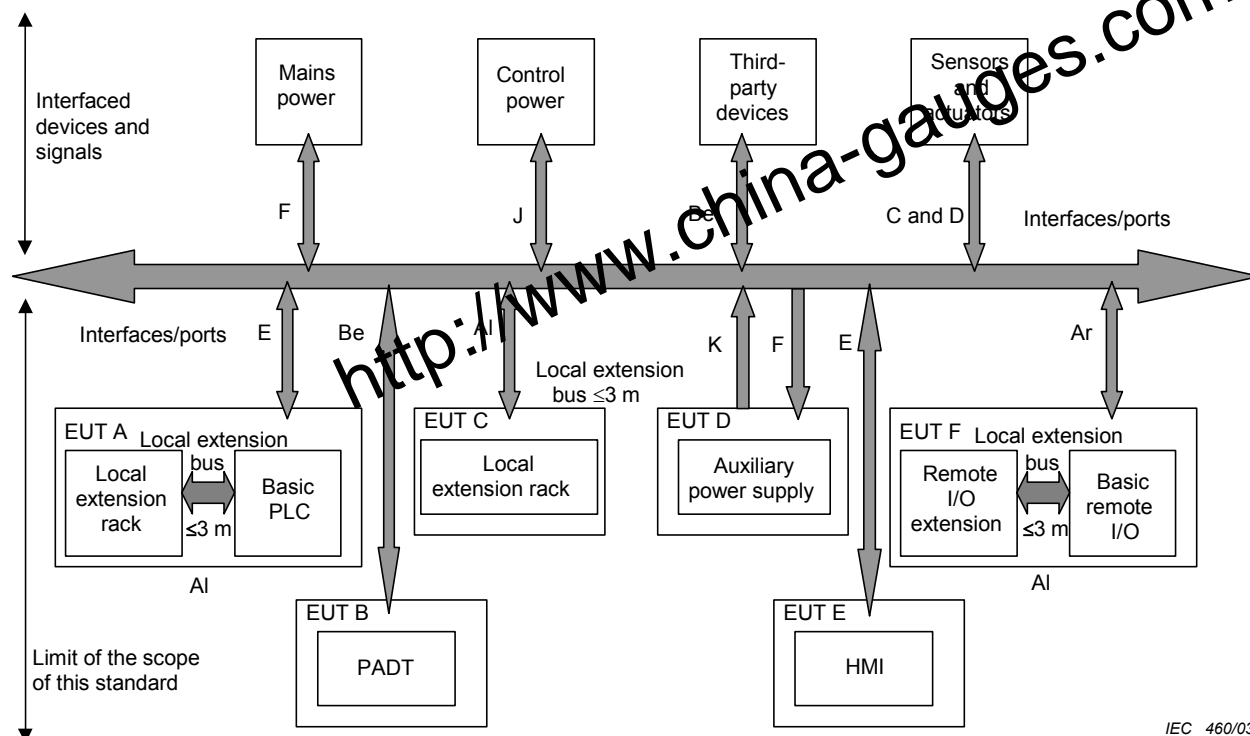 Interfaced
devices and
signals
Mains
power
Control
power
Third-
party
devices
Sensors
and
actuators
F
J
Be
C and D
Interfaces/ports
http://www.china-gauges.com
Interfaces/ports
E
Be
Al
K
F
E
Ar
Local extension
bus ≤3 m
EUT A
Local extension
bus
Local
extension
rack
≤3 m
Basic
PLC
Al
EUT C
Local
extension rack
EUT D
Auxiliary
power supply
EUT F
Local extension
bus
Remote
I/O
extension
≤3 m
Basic
remote
I/O
Al
EUT B
PADT
EUT E
HMI
Limit of the scope
of this standard
IEC 460/03